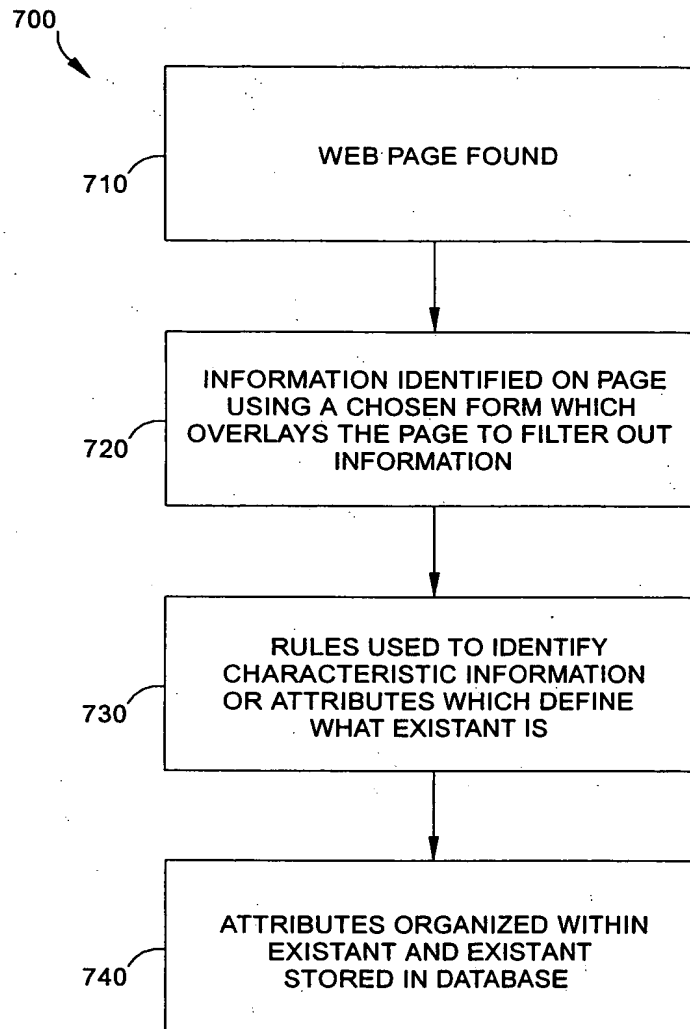 700
WEB PAGE FOUND
710
INFORMATION IDENTIFIED ON PAGE
USING A CHOSEN FORM WHICH
OVERLAYS THE PAGE TO FILTER OUT
INFORMATION
720
RULES USED TO IDENTIFY
CHARACTERISTIC INFORMATION
OR ATTRIBUTES WHICH DEFINE
WHAT EXISTANT IS
730
ATTRIBUTES ORGANIZED WITHIN
EXISTANT AND EXISTANT
STORED IN DATABASE
740